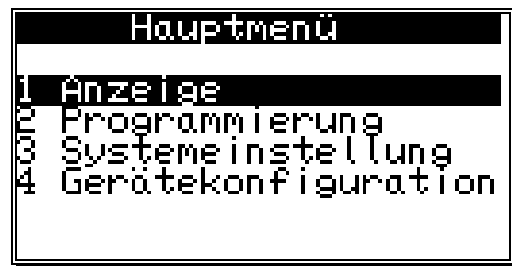 Hauptmenü
1 Anzeige
2 Programmierung
3 Systemeinstellung
4 Gerätekonfiguration